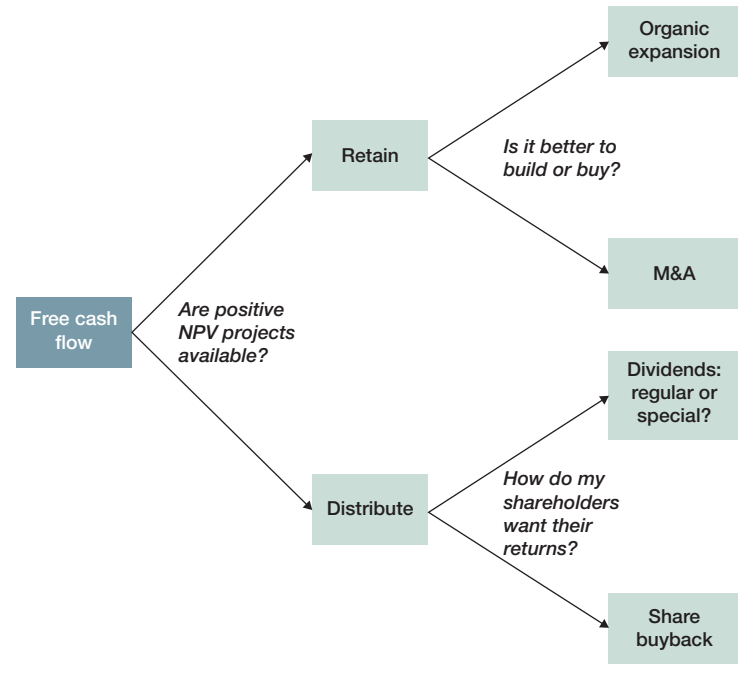 Organic
expansion
Retain
Is it better to
build or buy?
M&A
Free cash
flow
Are positive
NPV projects
available?
Dividends:
regular or
special?
Distribute
How do my
shareholders
want their
returns?
Share
buyback